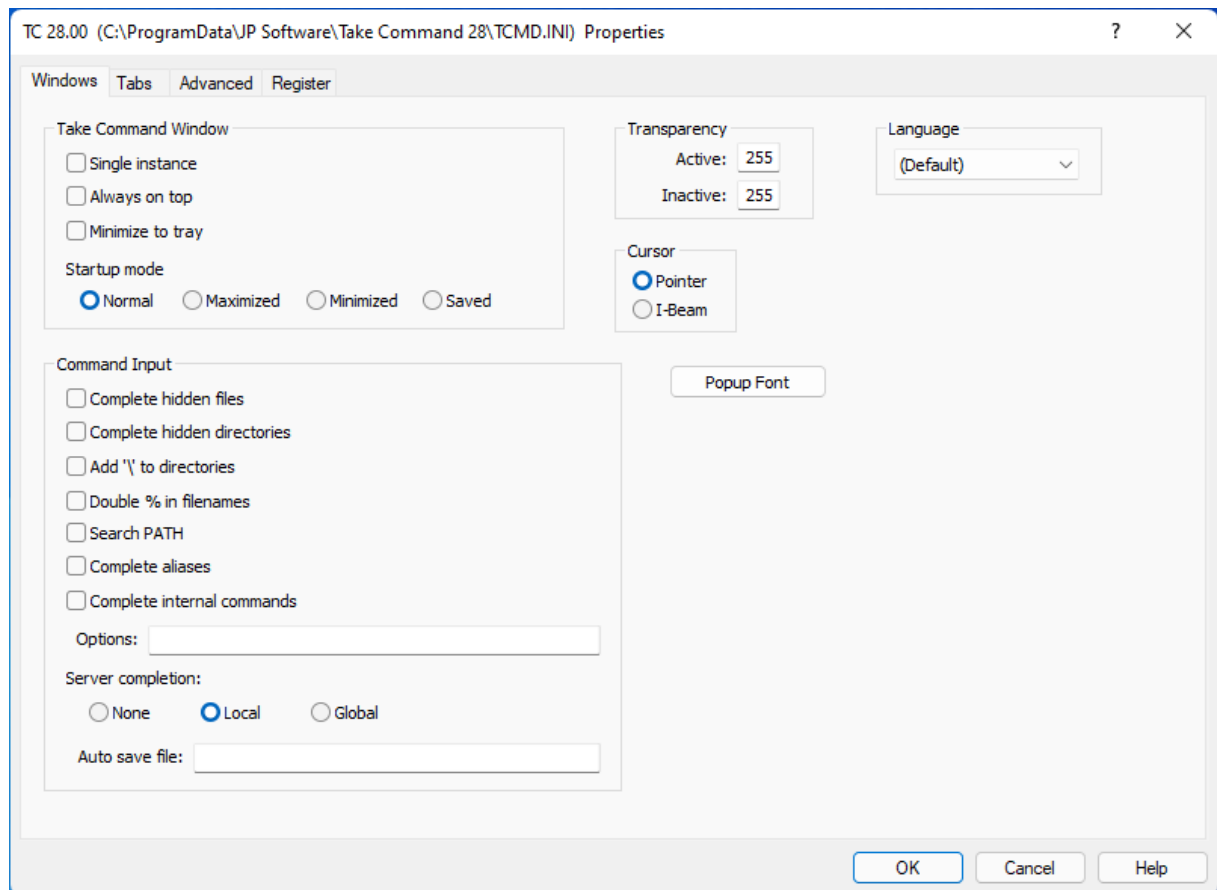 TC 28.00 (C:\ProgramData\JP Software\Take Command 28\TCMD.INI) Properties
?
Windows Tabs Advanced Register
Take Command Window
Single instance
Always on top
Minimize to tray
Startup mode
Normal Maximized Minimized Saved
Transparency
Active: 255
Inactive: 255
Language
(Default)
Cursor
Pointer
I-Beam
Command Input
Complete hidden files
Complete hidden directories
Add '\' to directories
Double % in filenames
Search PATH
Complete aliases
Complete internal commands
Options:
Server completion:
None Local Global
Auto save file:
Popup Font
OK Cancel Help